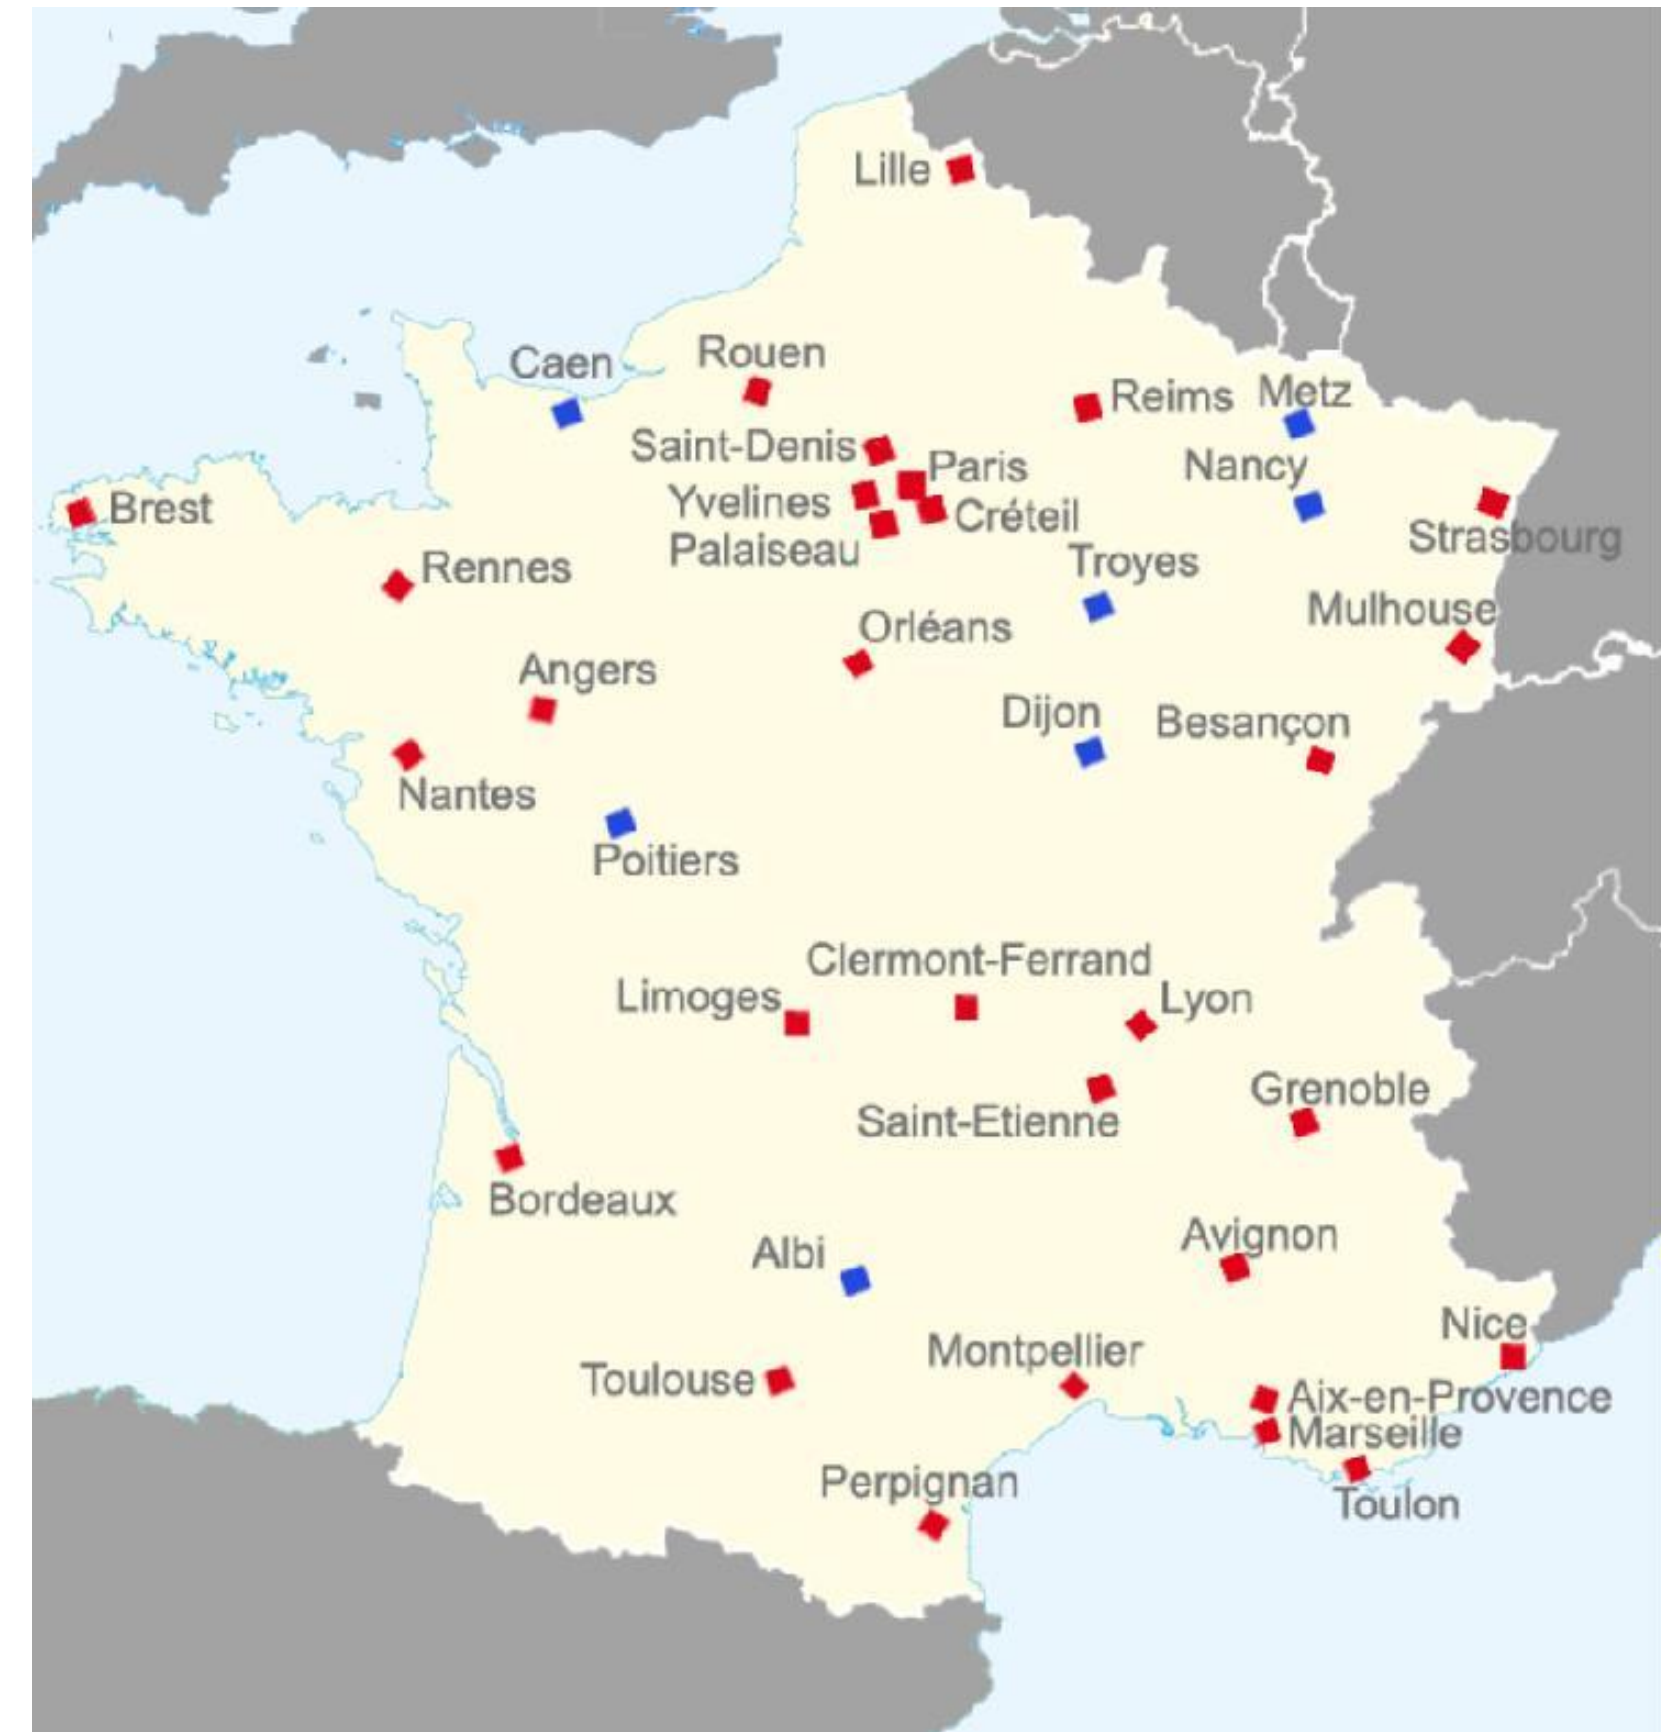 Lille
Rouen
Caen
Reims
Metz
Saint-Denis
Paris
Nancy
Yvelines
Brest
Créteil
Strasbourg
Palaiseau
Troyes
Rennes
Mulhouse
Orléans
Angers
Dijon
Besançon
Nantes
Poitiers
Clermont-Ferrand
Limoges
Lyon
Grenoble
Saint-Etienne
Bordeaux
Avignon
Albi
Nice
Montpellier
Toulouse
Aix-en-Provence
Marseille
Perpignan
Toulon